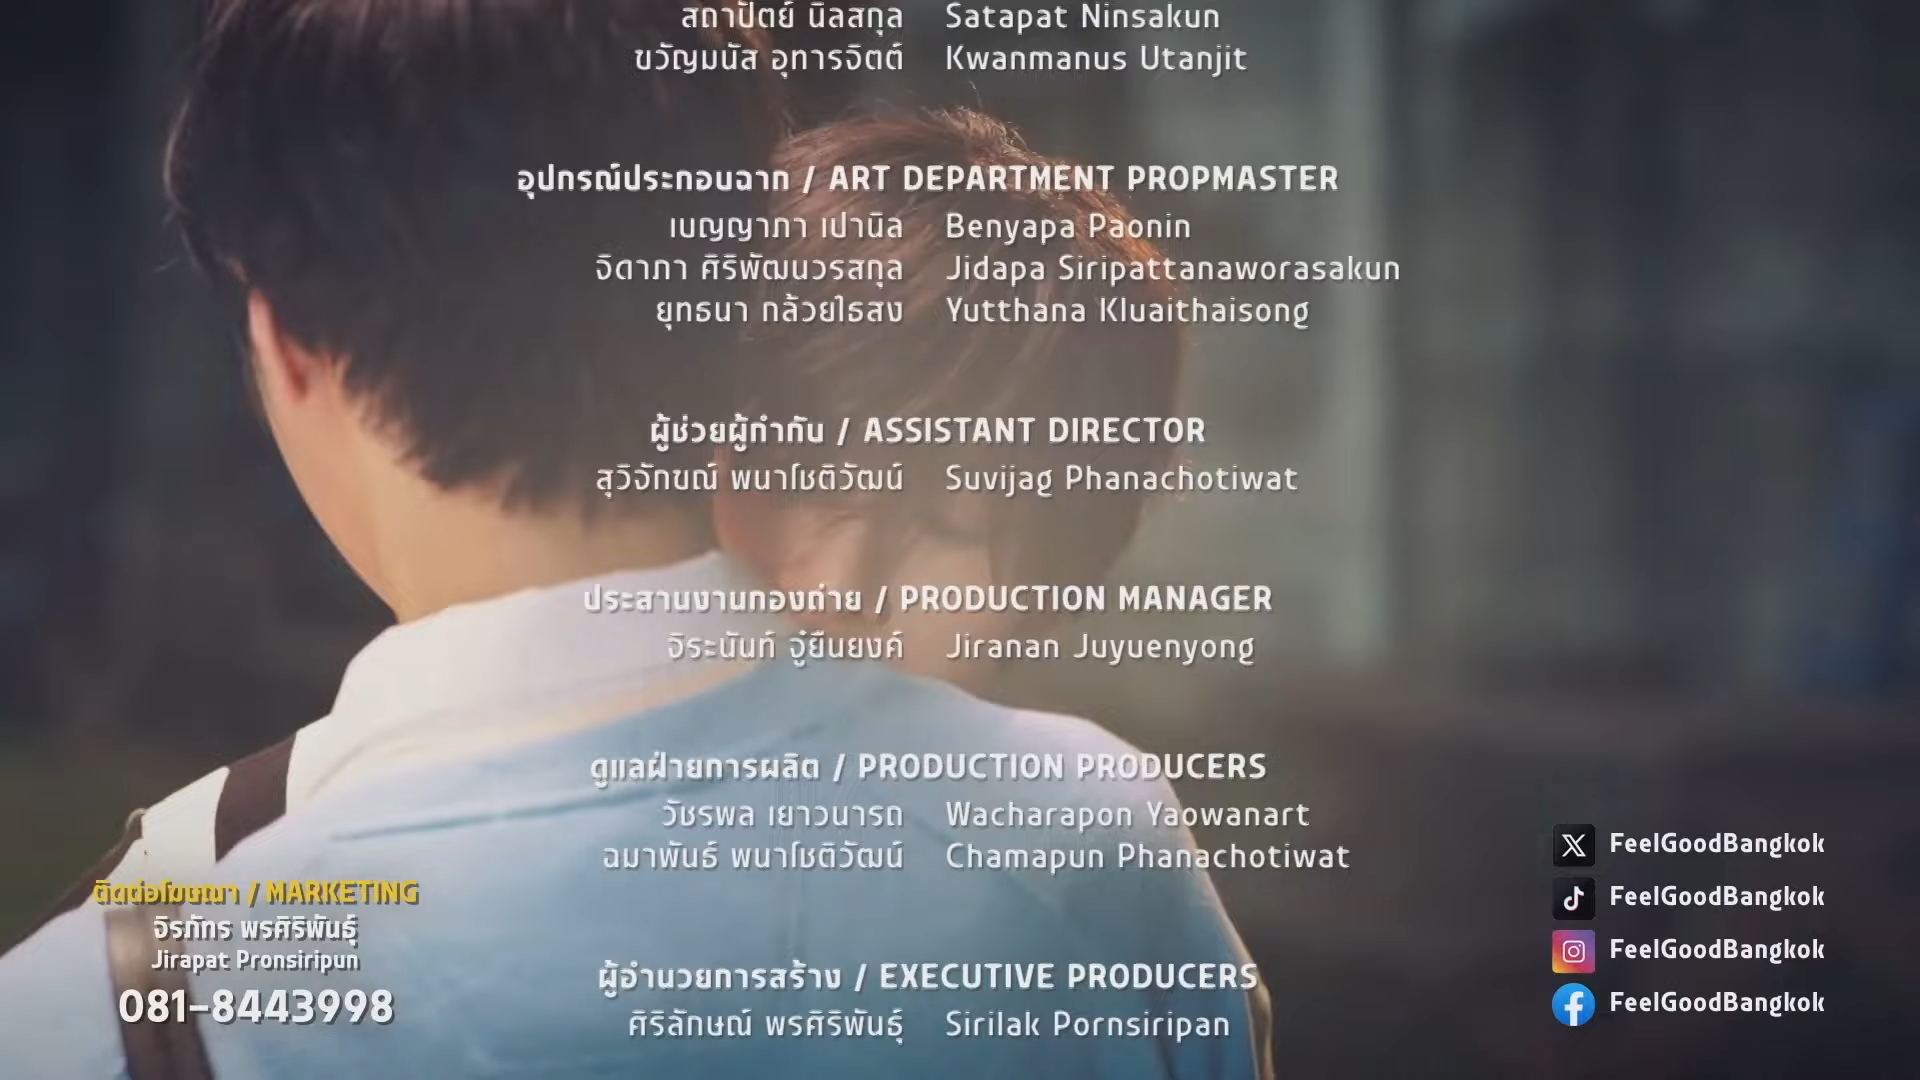 สถาปัตย์ นิลสกุล Satapat Ninsakun
ขวัญมนัส อุทารจิตต์ Kwanmanus Utanjit
อุปกรณ์ประกอบฉาก / ART DEPARTMENT PROPMASTER
เบญญาภา เปานิล Benyapa Paonin
จิดาภา ศิริพัฒนวรสกุล Jidapa Siripattanaworasakun
ยุทธนา กล้วยไธสง Yutthana Kluaithaisong
ผู้ช่วยผู้กำกับ / ASSISTANT DIRECTOR
สุวิจักขณ์ พนาโชติวัฒน์ Suvijag Phanachotiwat
ประสานงานกองถ่าย / PRODUCTION MANAGER
จิระนันท์ จู๋ยืนยงค์ Jiranan Juyuenyong
ดูแลฝ่ายการผลิต / PRODUCTION PRODUCERS
วัชรพล เยาวนารถ Wacharapon Yaowanart
ฉมาพันธ์ พนาโชติวัฒน์ Chamapun Phanachotiwat
ผู้อำนวยการสร้าง / EXECUTIVE PRODUCERS
ศิริลักษณ์ พรศิริพันธุ์ Sirilak Pornsiripan
ติดต่อโฆษณา / MARKETING
จิรภัทร พรศิริพันธุ์
Jirapat Pronsiripun
081-8443998
FeelGoodBangkok
FeelGoodBangkok
FeelGoodBangkok
FeelGoodBangkok